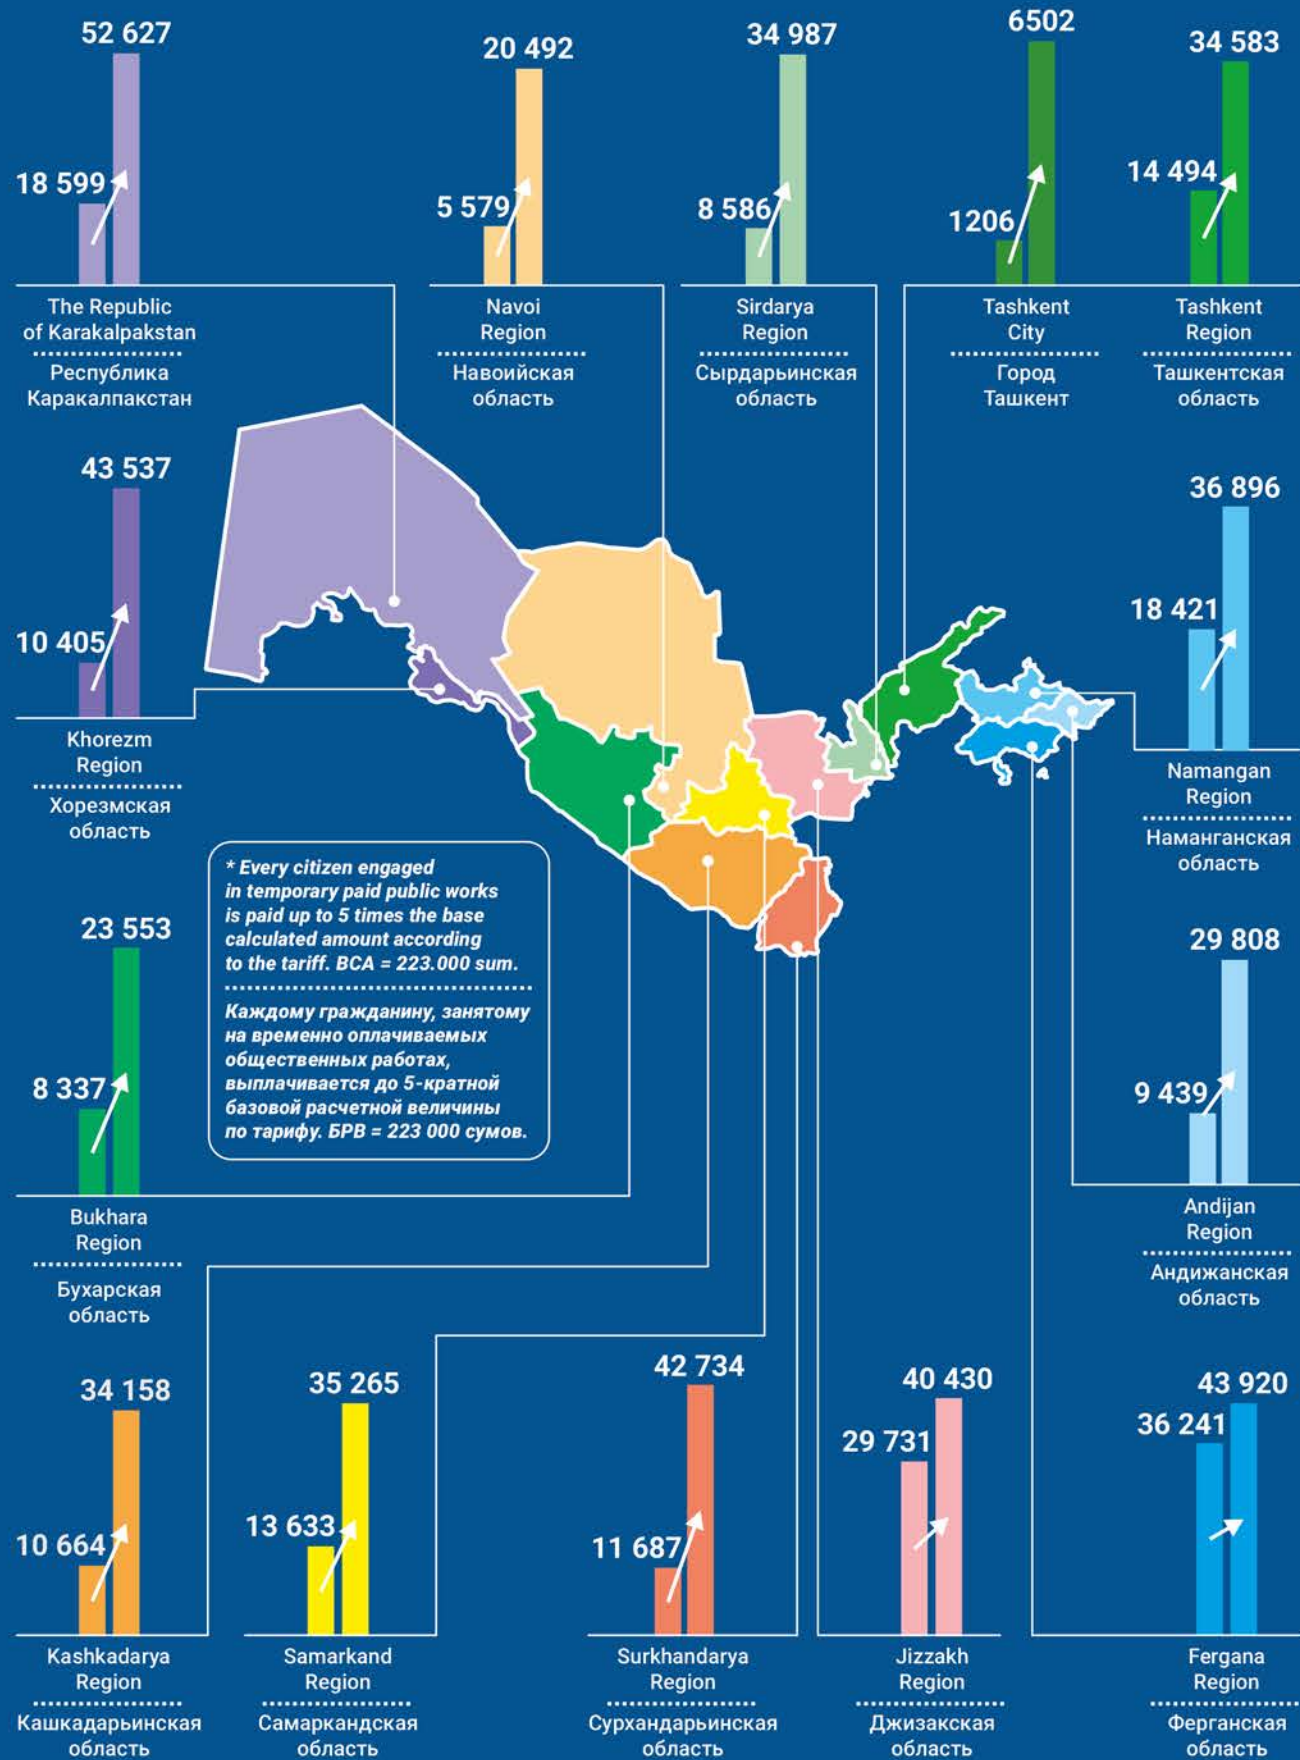 52 627
18 599
The Republic
of Karakalpakstan
Республика
Каракалпакстан
20 492
5 579
Navoi
Region
Навоийская
область
34 987
8 586
Sirdarya
Region
Сырдарьинская
область
6502
1206
Tashkent
City
Город
Ташкент
34 583
14 494
Tashkent
Region
Ташкентская
область
43 537
10 405
Khorezm
Region
Хорезмская
область
36 896
18 421
Namangan
Region
Наманганская
область
* Every citizen engaged
in temporary paid public works
is paid up to 5 times the base
calculated amount according
to the tariff. BCA = 223.000 sum.
Каждому гражданину, занятому
на временно оплачиваемых
общественных работах,
выплачивается до 5-кратной
базовой расчетной величины
по тарифу. БРВ = 223 000 сумов.
23 553
8 337
Bukhara
Region
Бухарская
область
29 808
9 439
Andijan
Region
Андижанская
область
34 158
10 664
Kashkadarya
Region
Кашкадарьинская
область
35 265
13 633
Samarkand
Region
Самаркандская
область
42 734
11 687
Surkhandarya
Region
Сурхандарьинская
область
40 430
29 731
Jizzakh
Region
Джизакская
область
43 920
36 241
Fergana
Region
Ферганская
область